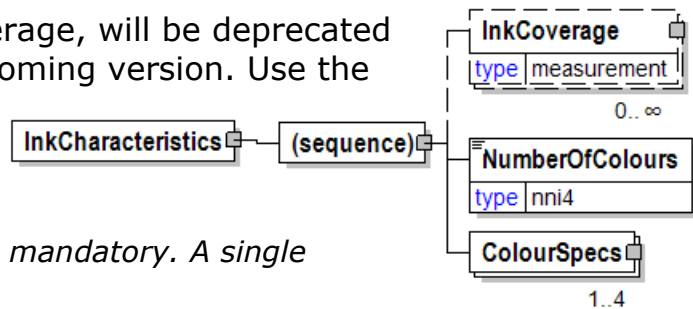 erage, will be deprecated
oming version. Use the
mandatory. A single
InkCharacteristics
(sequence)
InkCoverage
type measurement
0.. ∞
NumberOfColours
type nni4
ColourSpecs
1..4